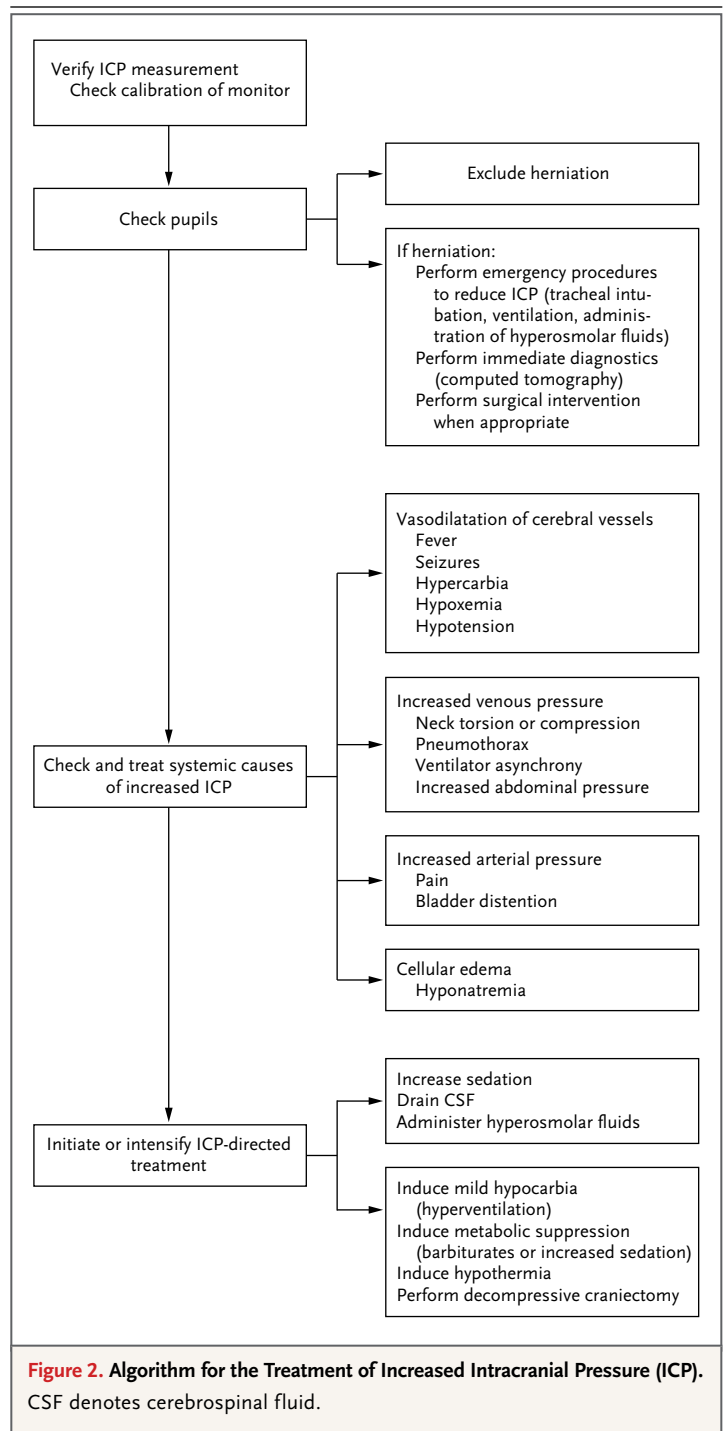 Verify ICP measurement
Check calibration of monitor
Check pupils
Exclude herniation
If herniation:
Perform emergency procedures
to reduce ICP (tracheal intu-
bation, ventilation, adminis-
tration of hyperosmolar fluids)
Perform immediate diagnostics
(computed tomography)
Perform surgical intervention
when appropriate
Check and treat systemic causes
of increased ICP
Vasodilatation of cerebral vessels
Fever
Seizures
Hypercarbia
Hypoxemia
Hypotension
Increased venous pressure
Neck torsion or compression
Pneumothorax
Ventilator asynchrony
Increased abdominal pressure
Increased arterial pressure
Pain
Bladder distention
Cellular edema
Hyponatremia
Initiate or intensify ICP-directed
treatment
Increase sedation
Drain CSF
Administer hyperosmolar fluids
Induce mild hypocarbia
(hyperventilation)
Induce metabolic suppression
(barbiturates or increased sedation)
Induce hypothermia
Perform decompressive craniectomy
Figure 2. Algorithm for the Treatment of Increased Intracranial Pressure (ICP).
CSF denotes cerebrospinal fluid.